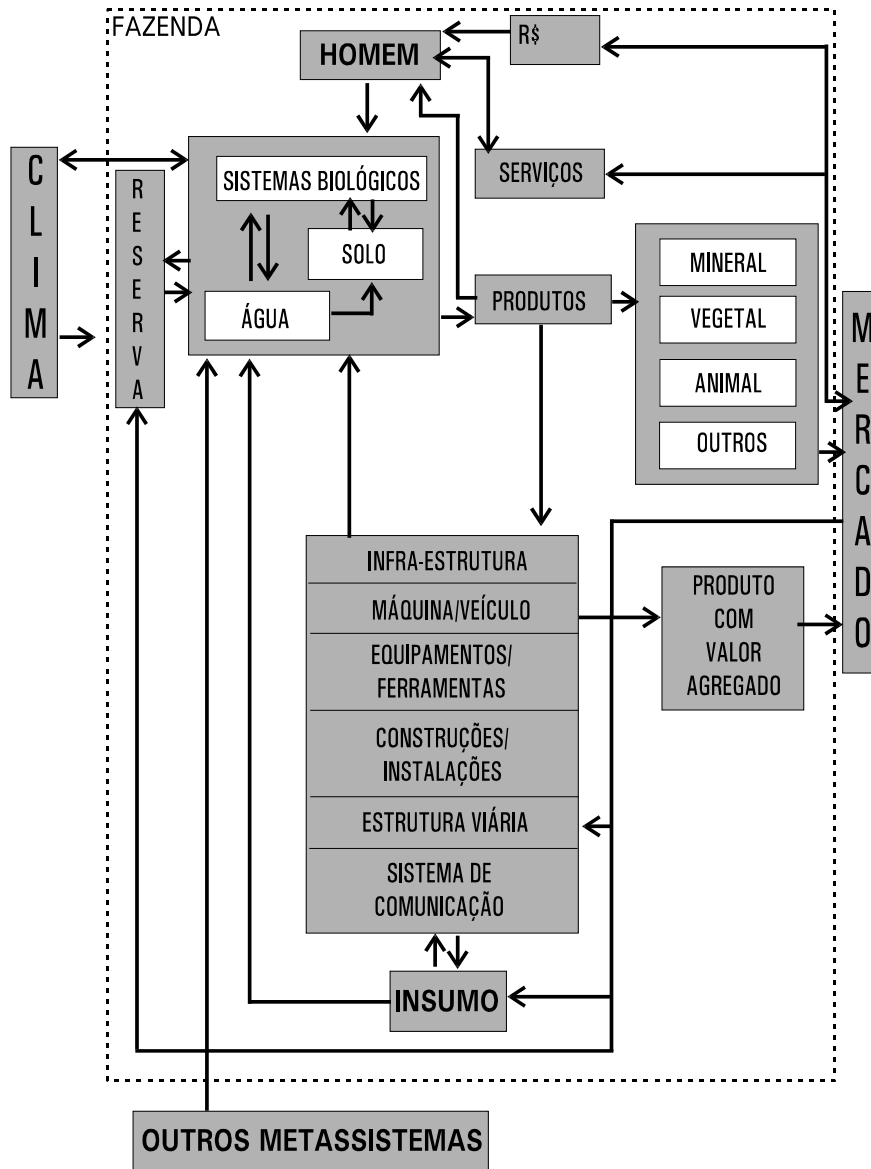 FAZENDA
HOMEM
R$
CLIMA
RESERVA
SISTEMAS BIOLÓGICOS
SOLO
ÁGUA
SERVIÇOS
PRODUTOS
MINERAL
VEGETAL
ANIMAL
OUTROS
MERCADO
INFRA-ESTRUTURA
MÁQUINA/VEÍCULO
EQUIPAMENTOS/
FERRAMENTAS
CONSTRUÇÕES/
INSTALAÇÕES
ESTRUTURA VIÁRIA
SISTEMA DE
COMUNICAÇÃO
PRODUTO
COM
VALOR
AGREGADO
INSUMO
OUTROS METASSISTEMAS